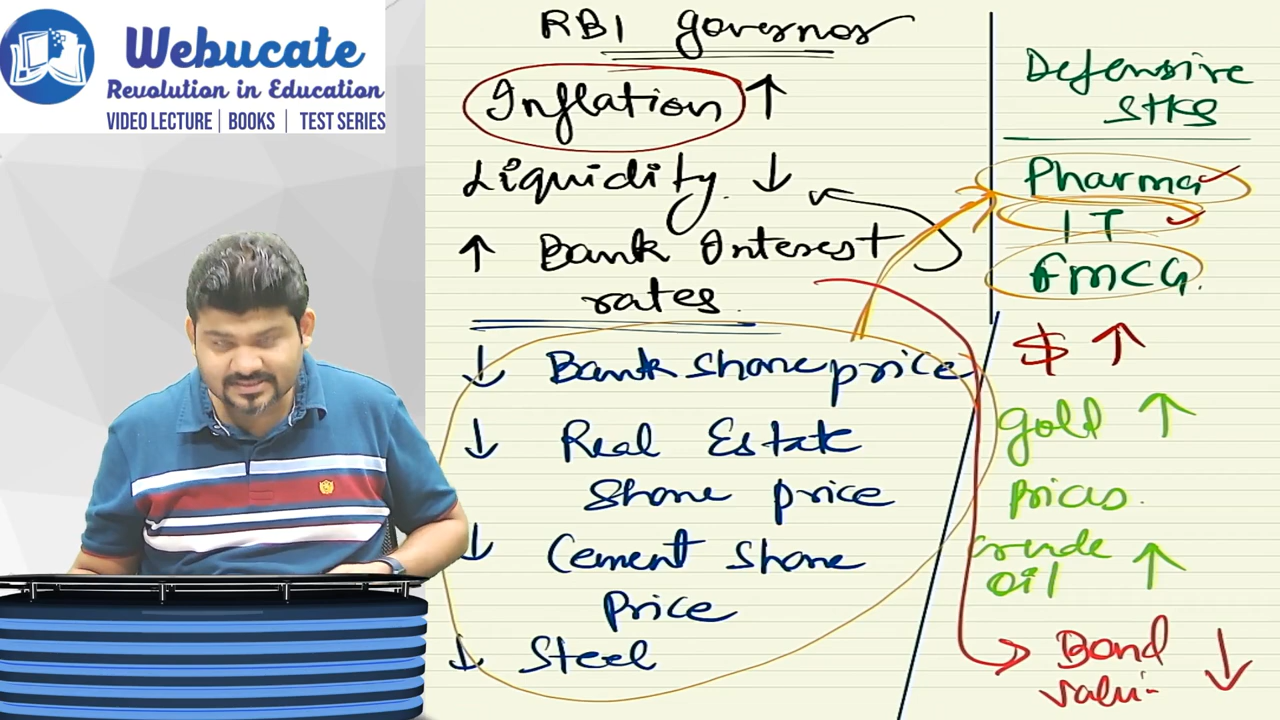 Webucate
Revolution in Education
VIDEO LECTURE | BOOKS | TEST SERIES
RBI governor
Inflation ↑
Liquidity. ↓
↑ Bank Interest
rates.
↓ Bank Share price
↓ Real Estate
Share price
↓ Cement Share
Price
↓ Steel
Defensive
Stks
Pharma
IT
FMCG.
$ ↑
gold ↑
prices.
crude
oil ↑
Bond ↓